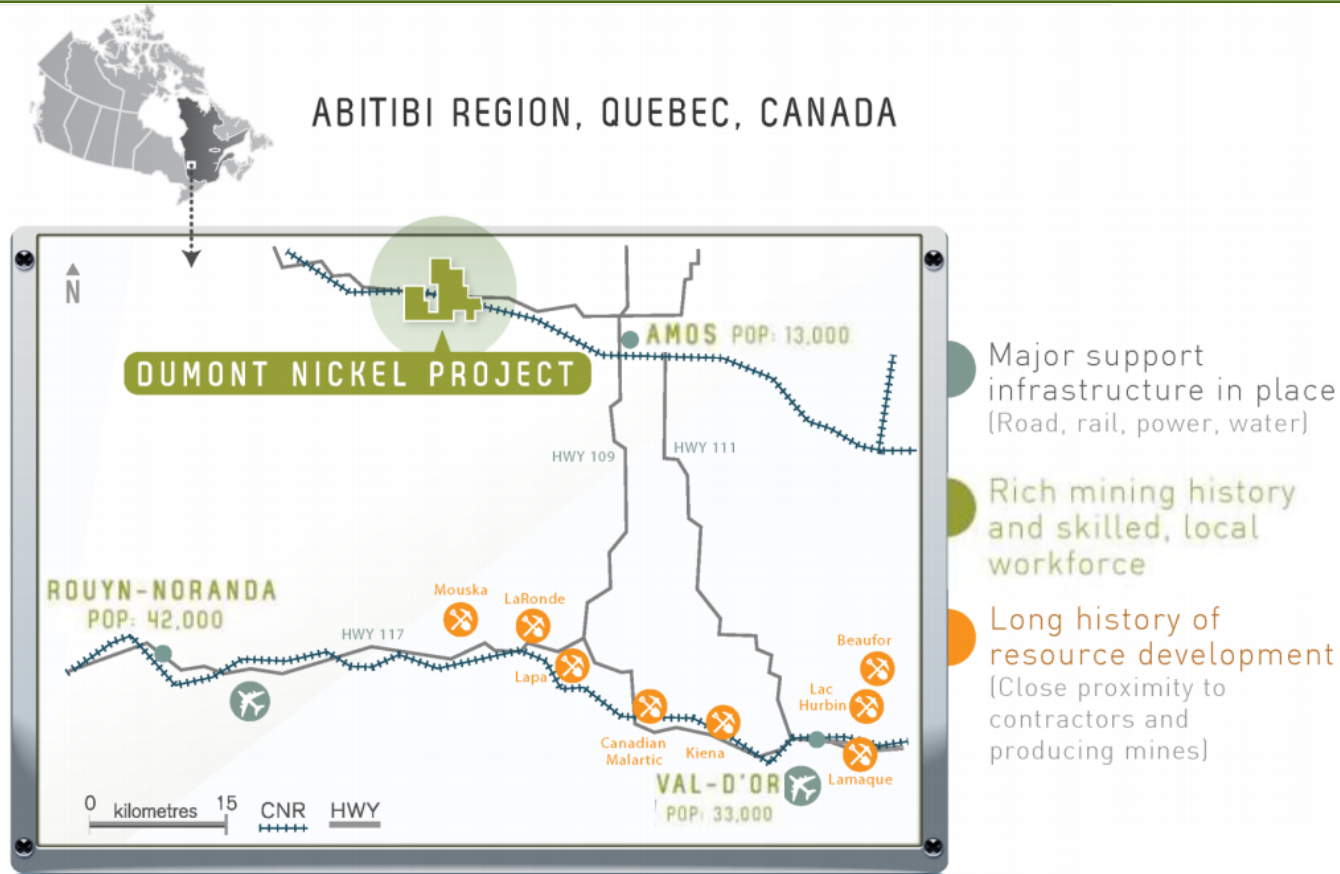 ABITIBI REGION, QUEBEC, CANADA
N
DUMONT NICKEL PROJECT
AMOS POP: 13,000
HWY 109
HWY 111
ROUYN-NORANDA
POP: 42,000
HWY 117
Mouska
LaRonde
Lapa
Canadian
Malartic
Kiena
Beaufor
Lac
Hurbin
Lamaque
VAL-D'OR
POP: 33,000
0 kilometres 15
CNR
HWY
Major support
infrastructure in place
(Road, rail, power, water)
Rich mining history
and skilled, local
workforce
Long history of
resource development
(Close proximity to
contractors and
producing mines)